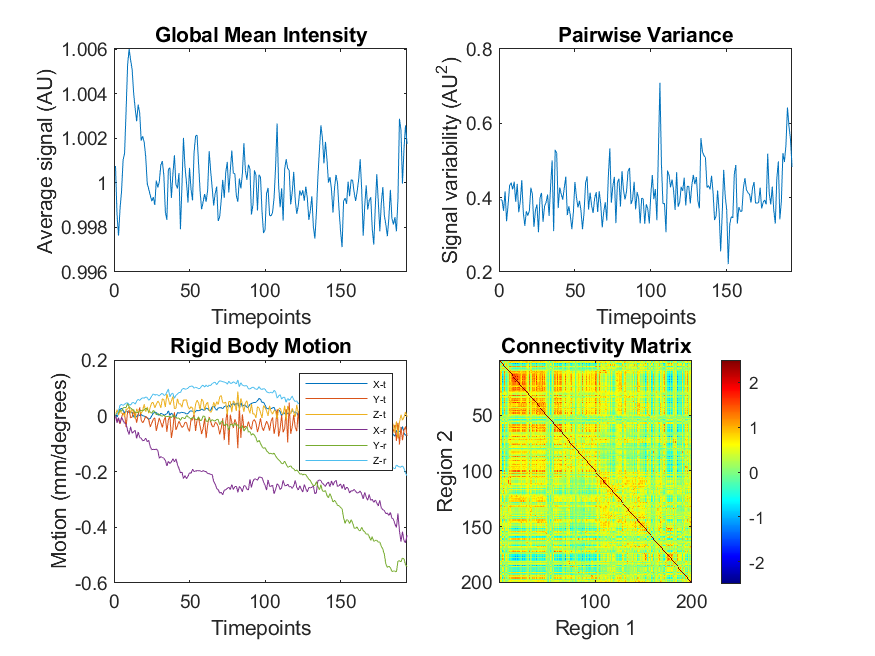 Global Mean Intensity
Average signal (AU)
1.006
1.004
1.002
1
0.998
0.996
0
50
100
150
Timepoints
Pairwise Variance
Signal variability (AU²)
0.8
0.6
0.4
0.2
0
50
100
150
Timepoints
Rigid Body Motion
Motion (mm/degrees)
0.2
0
-0.2
-0.4
-0.6
0
50
100
150
Timepoints
X-t
Y-t
Z-t
X-r
Y-r
Z-r
Connectivity Matrix
Region 2
50
100
150
200
100
200
Region 1
2
1
0
-1
-2